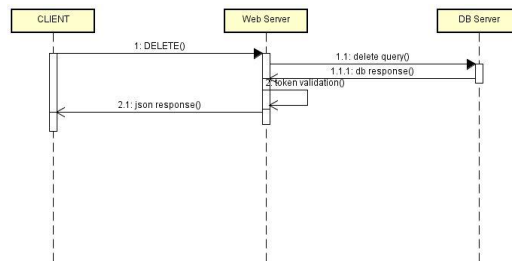 CLIENT
Web Server
DB Server
1: DELETE()
1.1: delete query()
1.1.1: db response()
2: token validation()
2.1: json response()